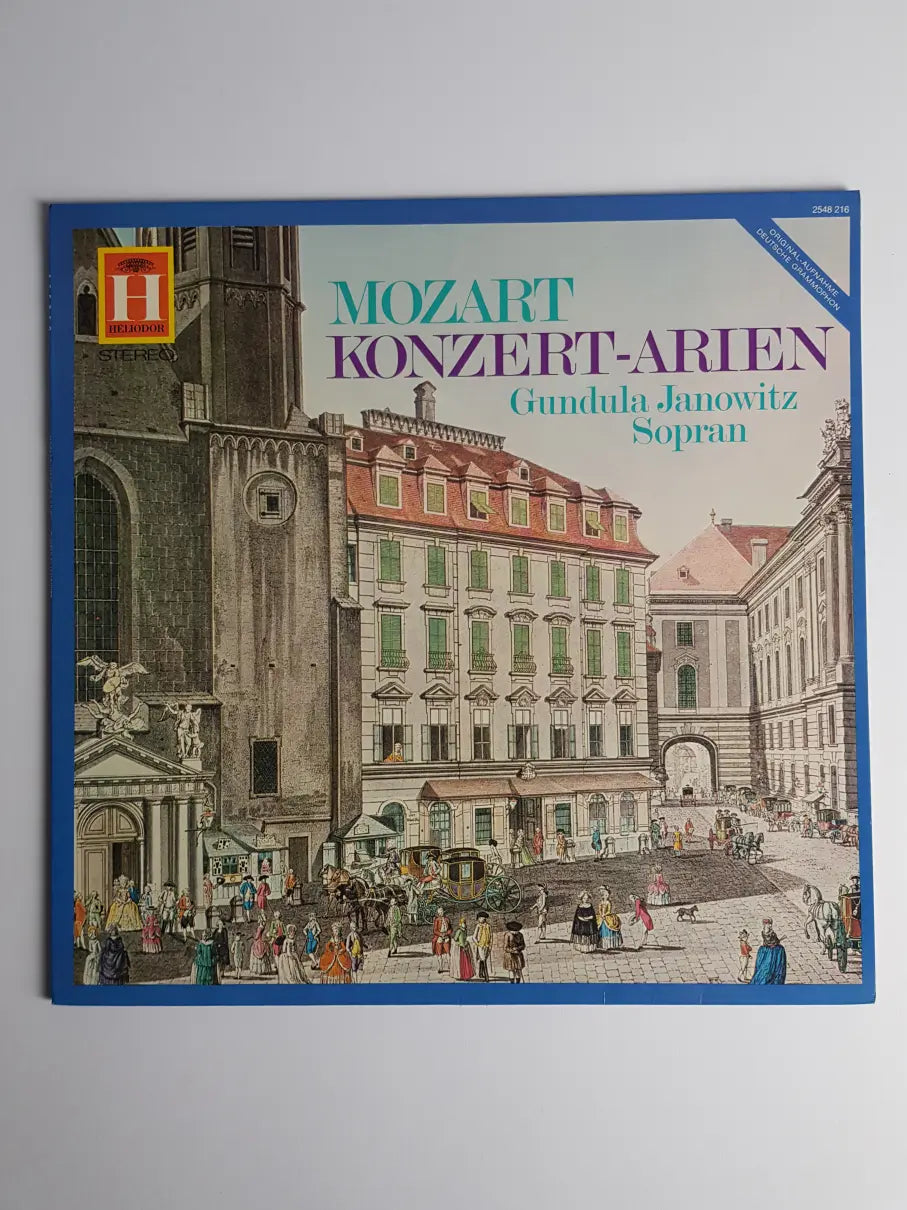 2548 216
ORIGINAL-AUFNAHME
DEUTSCHE GRAMMOPHON
H
HELIODOR
STEREO
MOZART
KONZERT-ARIEN
Gundula Janowitz
Sopran